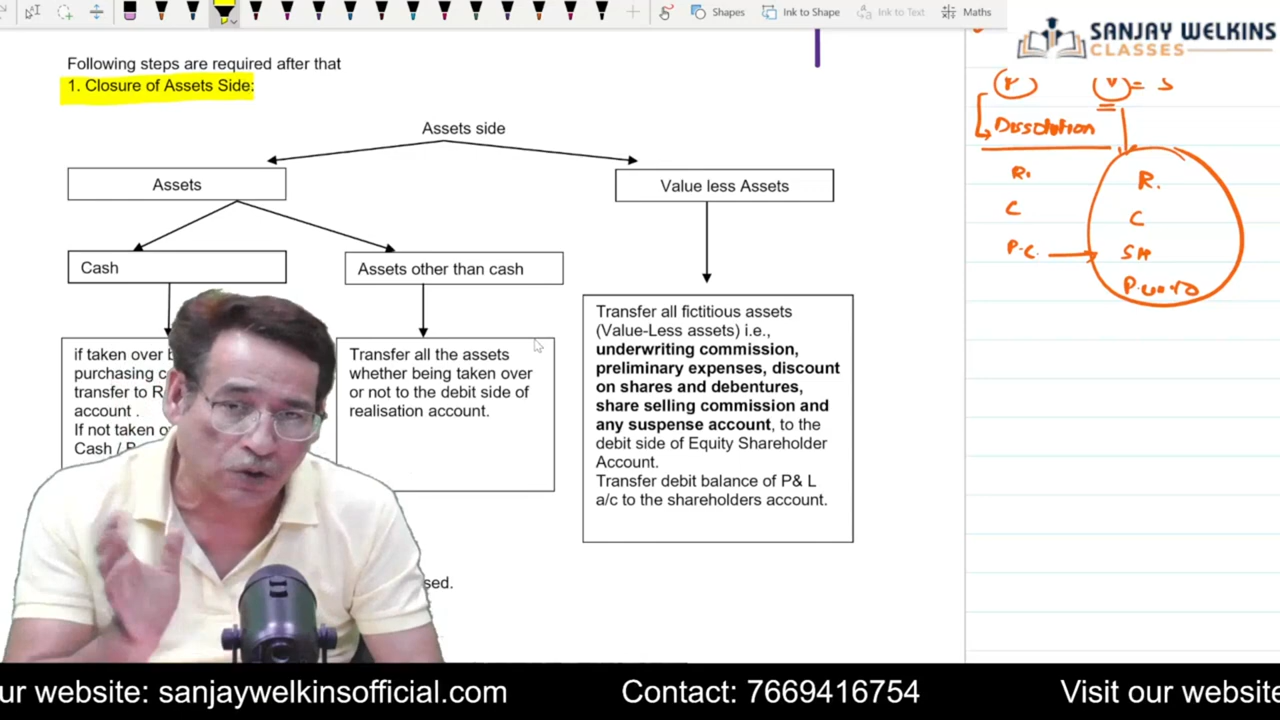 Shapes
Ink to Shape
Ink to Text
Maths
SANJAY WELKINS
CLASSES
Following steps are required after that
1. Closure of Assets Side:
Assets side
Assets
Value less Assets
Cash
Assets other than cash
if taken over
purchasing
transfer to R
account .
If not taken
Cash /
Transfer all the assets
whether being taken over
or not to the debit side of
realisation account.
Transfer all fictitious assets
(Value-Less assets) i.e.,
underwriting commission,
preliminary expenses, discount
on shares and debentures,
share selling commission and
any suspense account, to the
debit side of Equity Shareholder
Account.
Transfer debit balance of P& L
a/c to the shareholders account.
sed.
Dissolution
R.
C
P.C.
R.
C
SH
ur website: sanjaywelkinsofficial.com
Contact: 7669416754
Visit our website